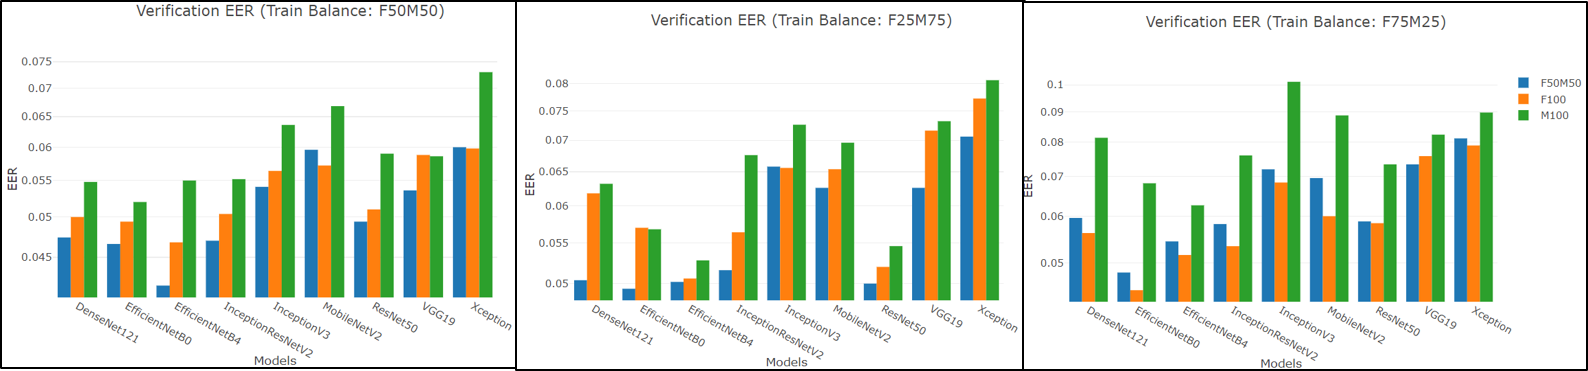 Verification EER (Train Balance: F50M50)
0.075
0.07
0.065
0.06
0.055
0.05
0.045
EER
DenseNet121
EfficientNetB0
EfficientNetB4
InceptionResNetV2
InceptionV3
MobileNetV2
ResNet50
VGG19
Xception
Models
Verification EER (Train Balance: F25M75)
0.08
0.075
0.07
0.065
0.06
0.055
0.05
EER
DenseNet121
EfficientNetB0
EfficientNetB4
InceptionResNetV2
InceptionV3
MobileNetV2
ResNet50
VGG19
Xception
Models
Verification EER (Train Balance: F75M25)
0.1
0.09
0.08
0.07
0.06
0.05
EER
DenseNet121
EfficientNetB0
EfficientNetB4
InceptionResNetV2
InceptionV3
MobileNetV2
ResNet50
VGG19
Xception
Models
F50M50
F100
M100